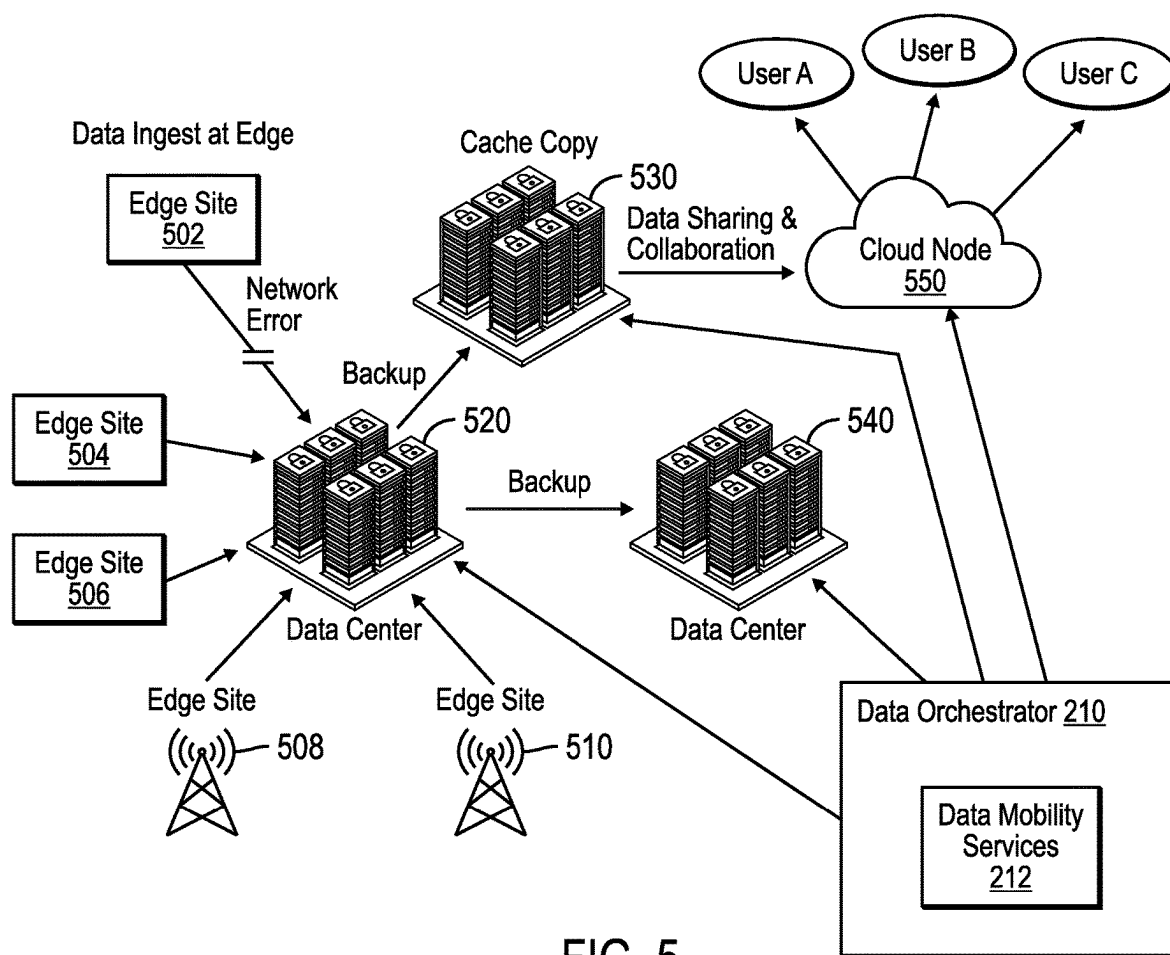 User A
User B
User C
Data Ingest at Edge
Edge Site
502
Cache Copy
530
Data Sharing &
Collaboration
Cloud Node
550
Network
Error
Backup
Edge Site
504
520
540
Backup
Edge Site
506
Data Center
Data Center
Edge Site
508
Edge Site
510
Data Orchestrator 210
Data Mobility
Services
212
FIG. 5